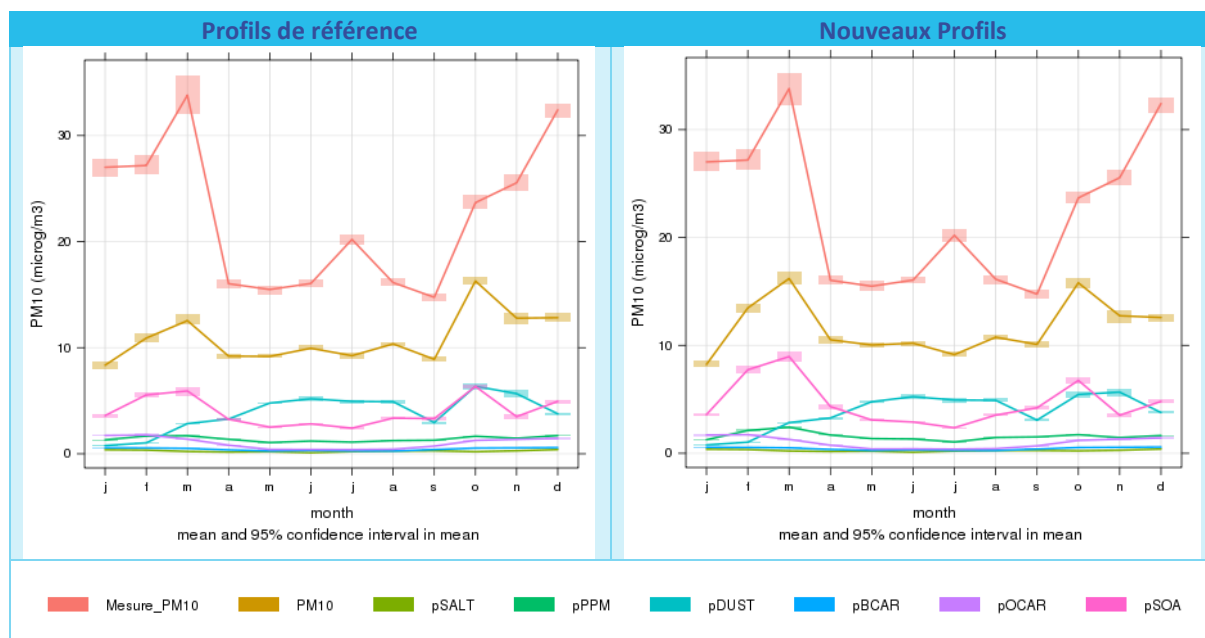 Profils de référence
Nouveaux Profils
PM10 (microg/m3)
30
20
10
0
j f m a m j j a s o n d
month
mean and 95% confidence interval in mean
PM10 (microg/m3)
30
20
10
0
j f m a m j j a s o n d
month
mean and 95% confidence interval in mean
Mesure_PM10 PM10 pSALT pPPM pDUST pBCAR pOCAR pSOA